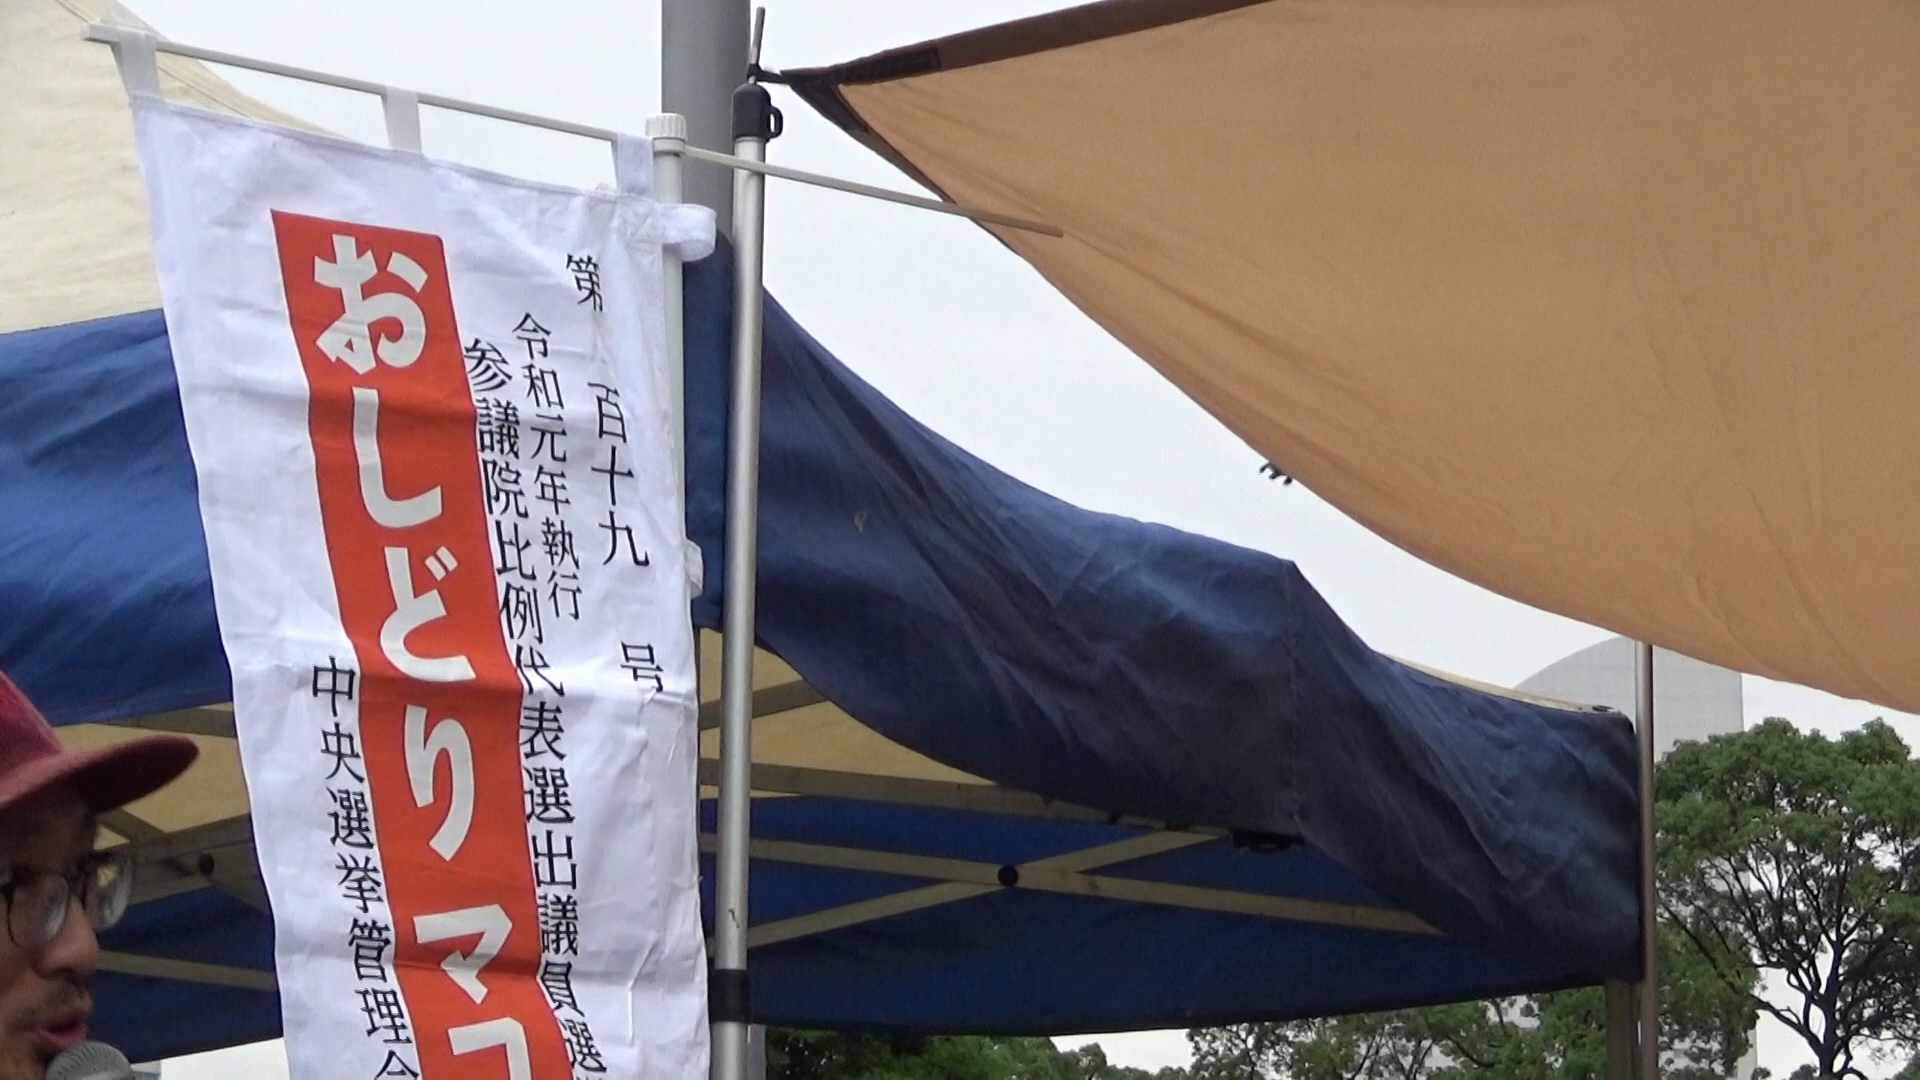 第 百十九 号
令和元年執行
参議院比例代表選出議員選
おしどりマコ
中央選挙管理会